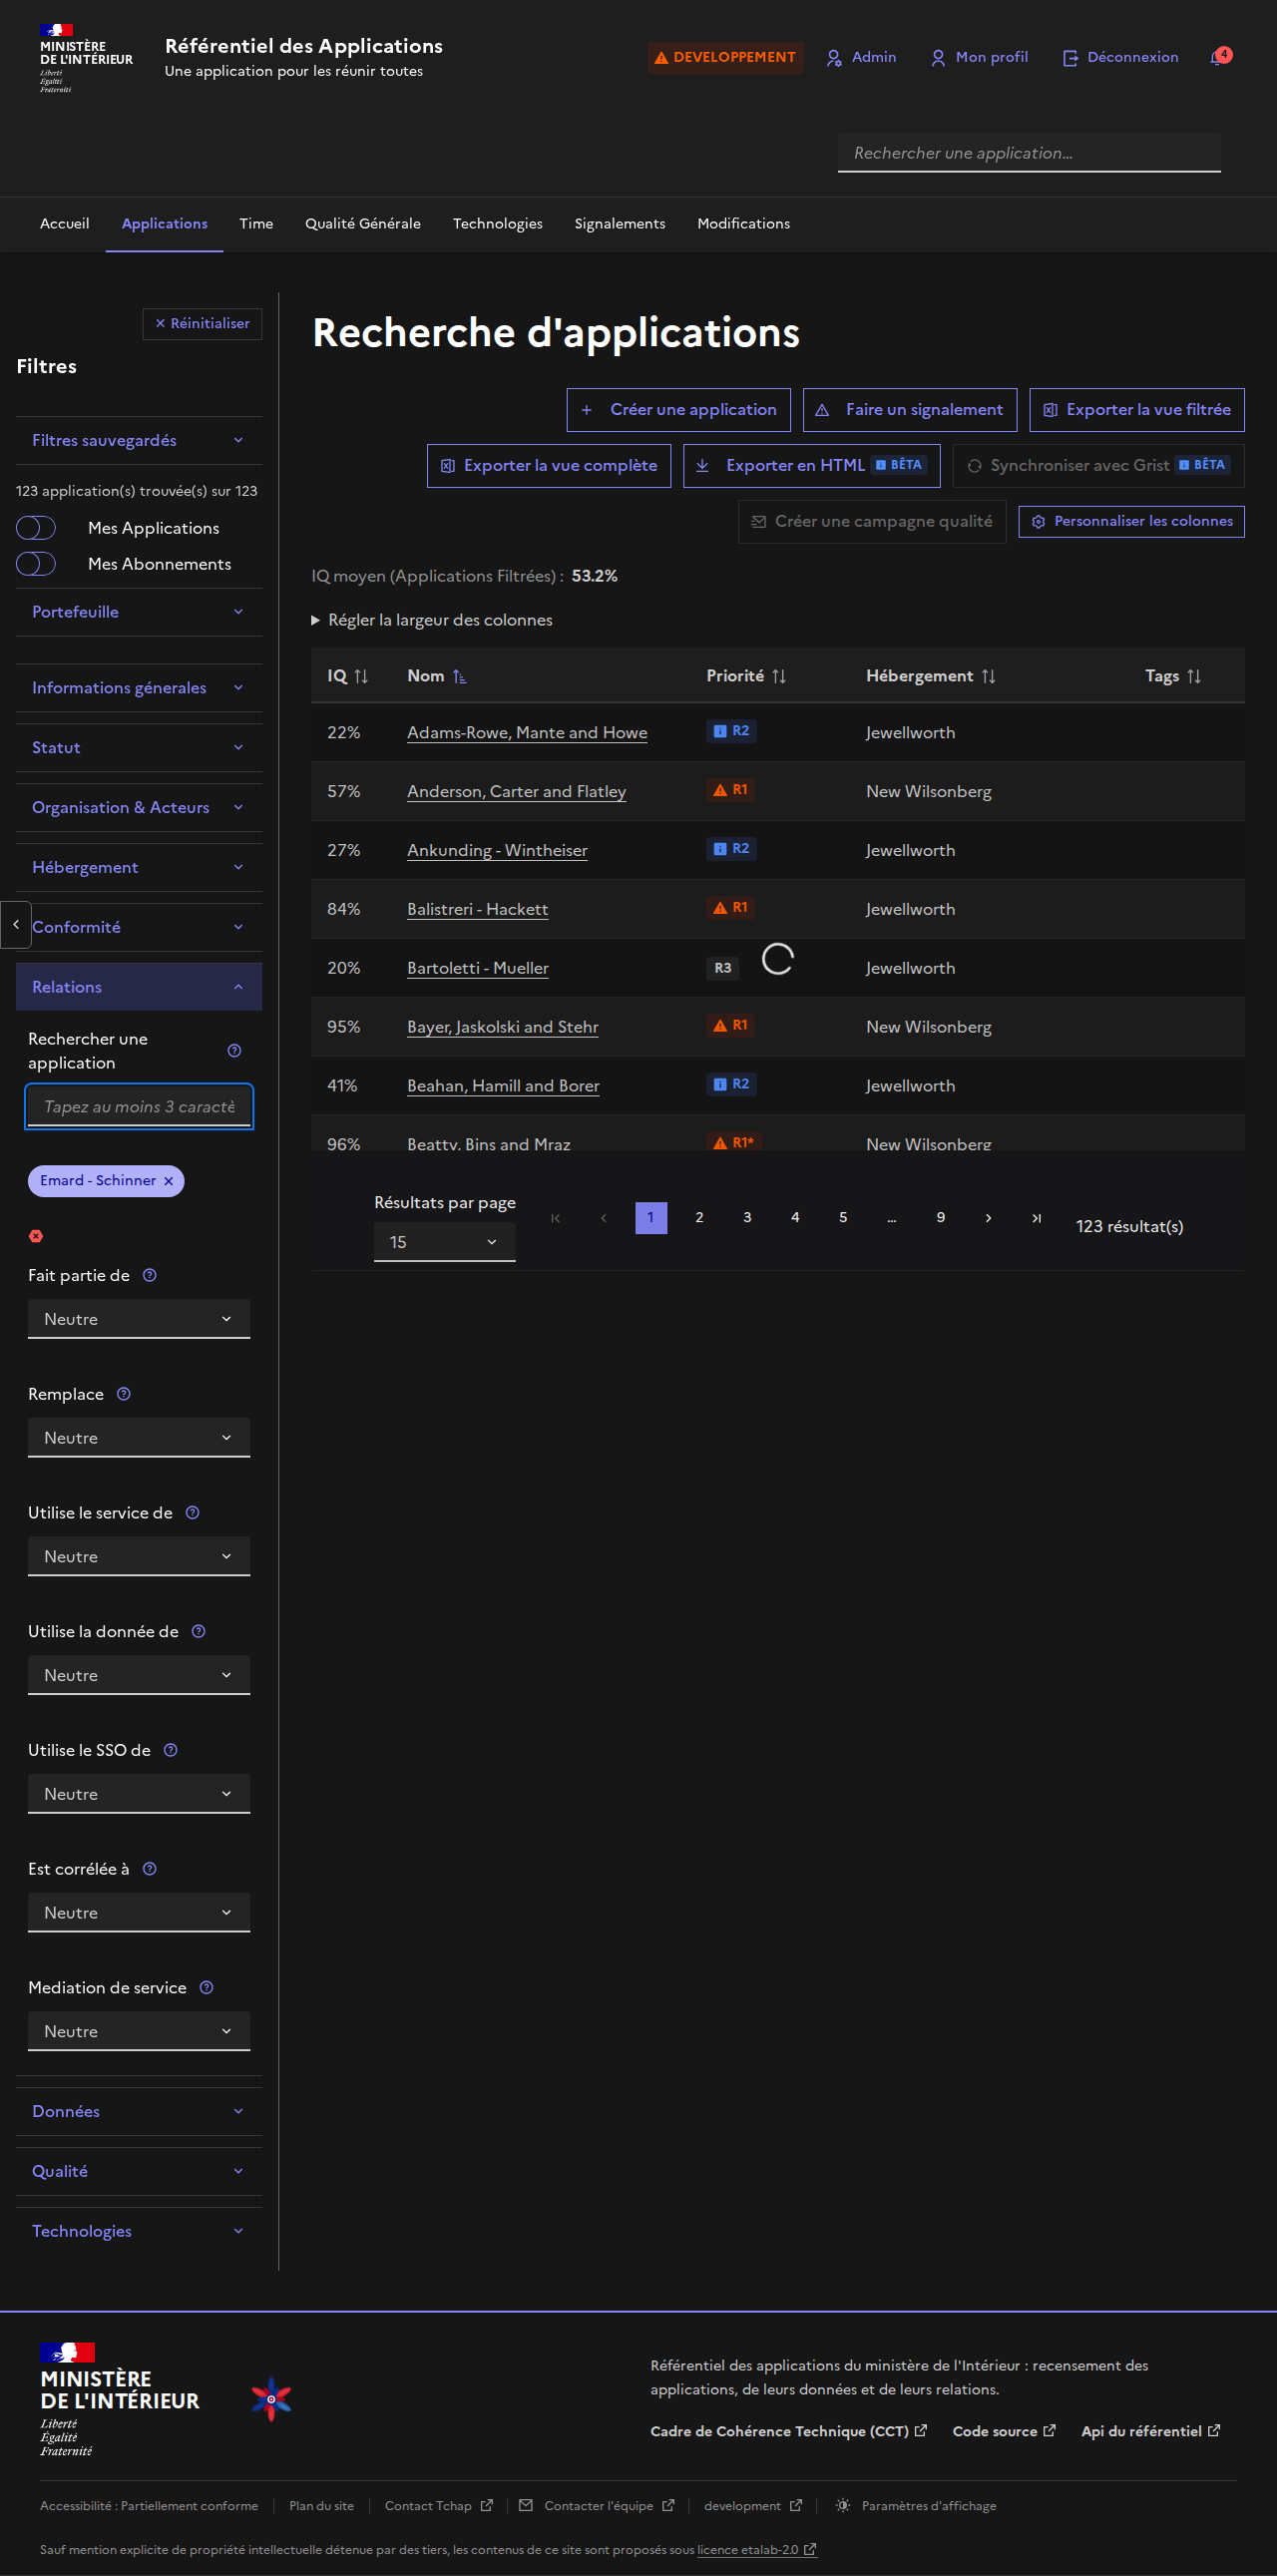 MINISTÈRE
DE L'INTÉRIEUR
Liberté
Égalité
Fraternité
Référentiel des Applications
Une application pour les réunir toutes
DEVELOPPEMENT
Admin
Mon profil
Déconnexion
4
Rechercher une application...
Accueil
Applications
Time
Qualité Générale
Technologies
Signalements
Modifications
Réinitialiser
Filtres
Filtres sauvegardés
123 application(s) trouvée(s) sur 123
Mes Applications
Mes Abonnements
Portefeuille
Informations génerales
Statut
Organisation & Acteurs
Hébergement
Conformité
Relations
Rechercher une
application
Tapez au moins 3 caractè
Emard - Schinner
Fait partie de
Neutre
Remplace
Neutre
Utilise le service de
Neutre
Utilise la donnée de
Neutre
Utilise le SSO de
Neutre
Est corrélée à
Neutre
Mediation de service
Neutre
Données
Qualité
Technologies
Recherche d'applications
Créer une application
Faire un signalement
Exporter la vue filtrée
Exporter la vue complète
Exporter en HTML BÊTA
Synchroniser avec Grist BÊTA
Créer une campagne qualité
Personnaliser les colonnes
IQ moyen (Applications Filtrées) : 53.2%
Régler la largeur des colonnes
IQ Nom Priorité Hébergement Tags
22% Adams-Rowe, Mante and Howe R2 Jewellworth
57% Anderson, Carter and Flatley R1 New Wilsonberg
27% Ankunding - Wintheiser R2 Jewellworth
84% Balistreri - Hackett R1 Jewellworth
20% Bartoletti - Mueller R3 Jewellworth
95% Bayer, Jaskolski and Stehr R1 New Wilsonberg
41% Beahan, Hamill and Borer R2 Jewellworth
96% Beatty, Bins and Mraz R1* New Wilsonberg
Résultats par page
15
1 2 3 4 5 … 9
123 résultat(s)
MINISTÈRE
DE L'INTÉRIEUR
Liberté
Égalité
Fraternité
Référentiel des applications du ministère de l'Intérieur : recensement des
applications, de leurs données et de leurs relations.
Cadre de Cohérence Technique (CCT)
Code source
Api du référentiel
Accessibilité : Partiellement conforme
Plan du site
Contact Tchap
Contacter l'équipe
development
Paramètres d'affichage
Sauf mention explicite de propriété intellectuelle détenue par des tiers, les contenus de ce site sont proposés sous licence etalab-2.0